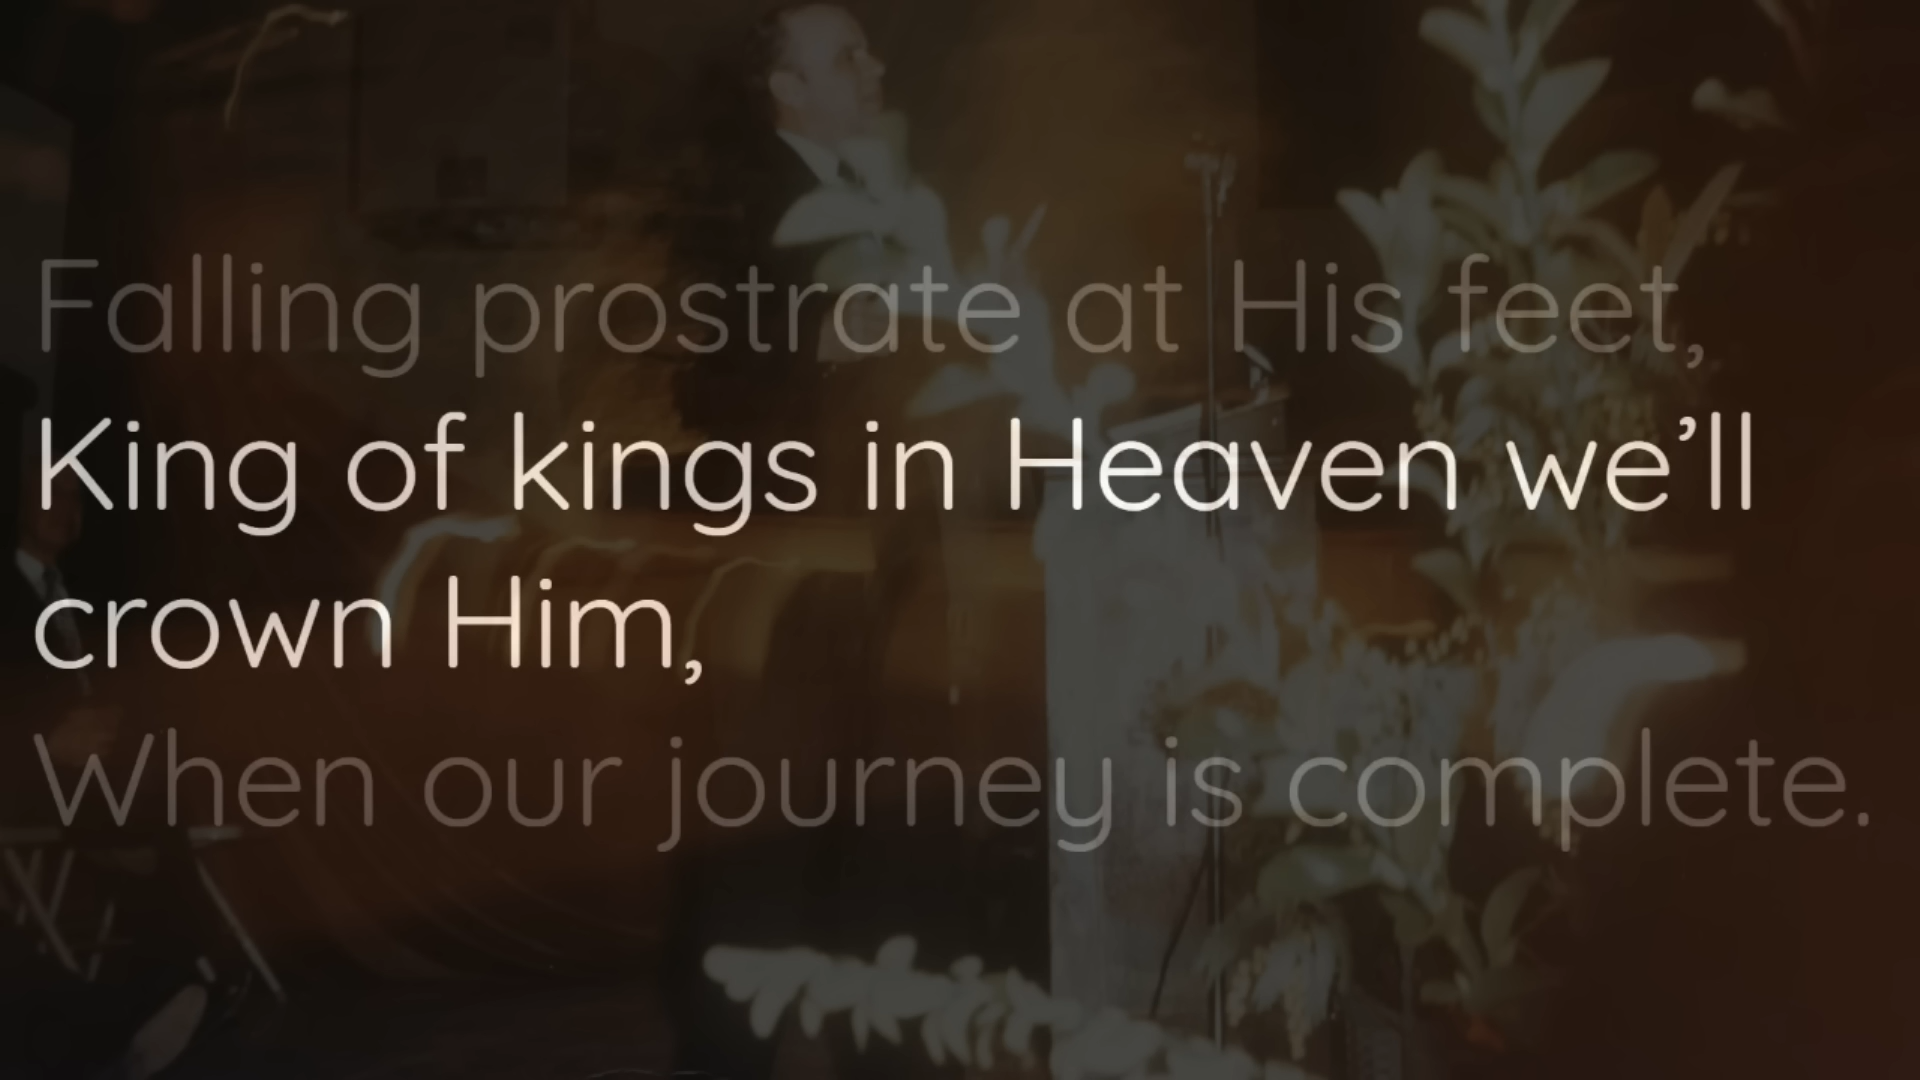 Falling prostrate at His feet,
King of kings in Heaven we’ll
crown Him,
When our journey is complete.